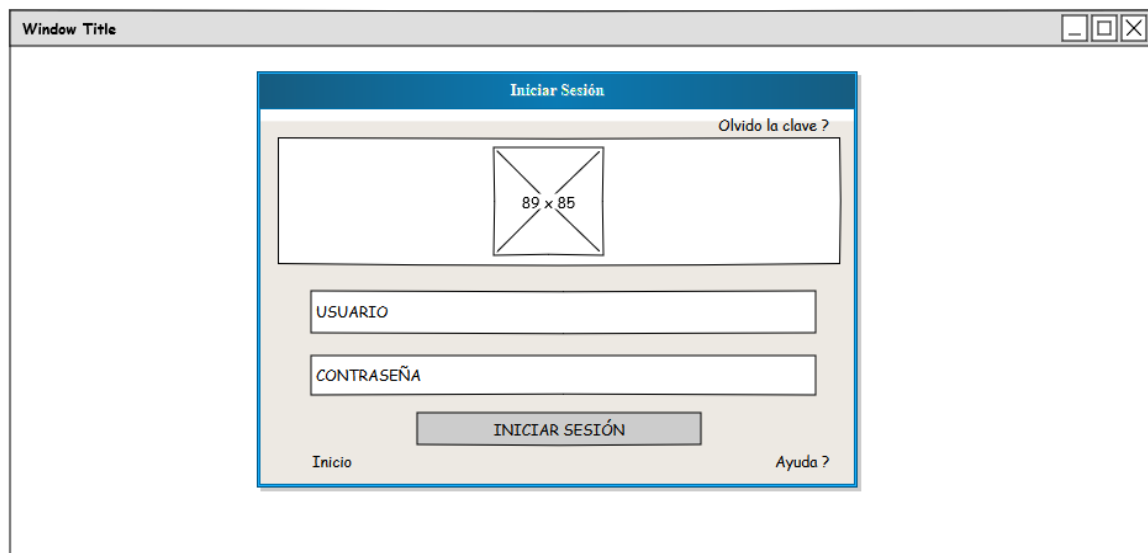 Window Title
Iniciar Sesión
Olvido la clave ?
89 x 85
USUARIO
CONTRASEÑA
INICIAR SESIÓN
Inicio
Ayuda ?